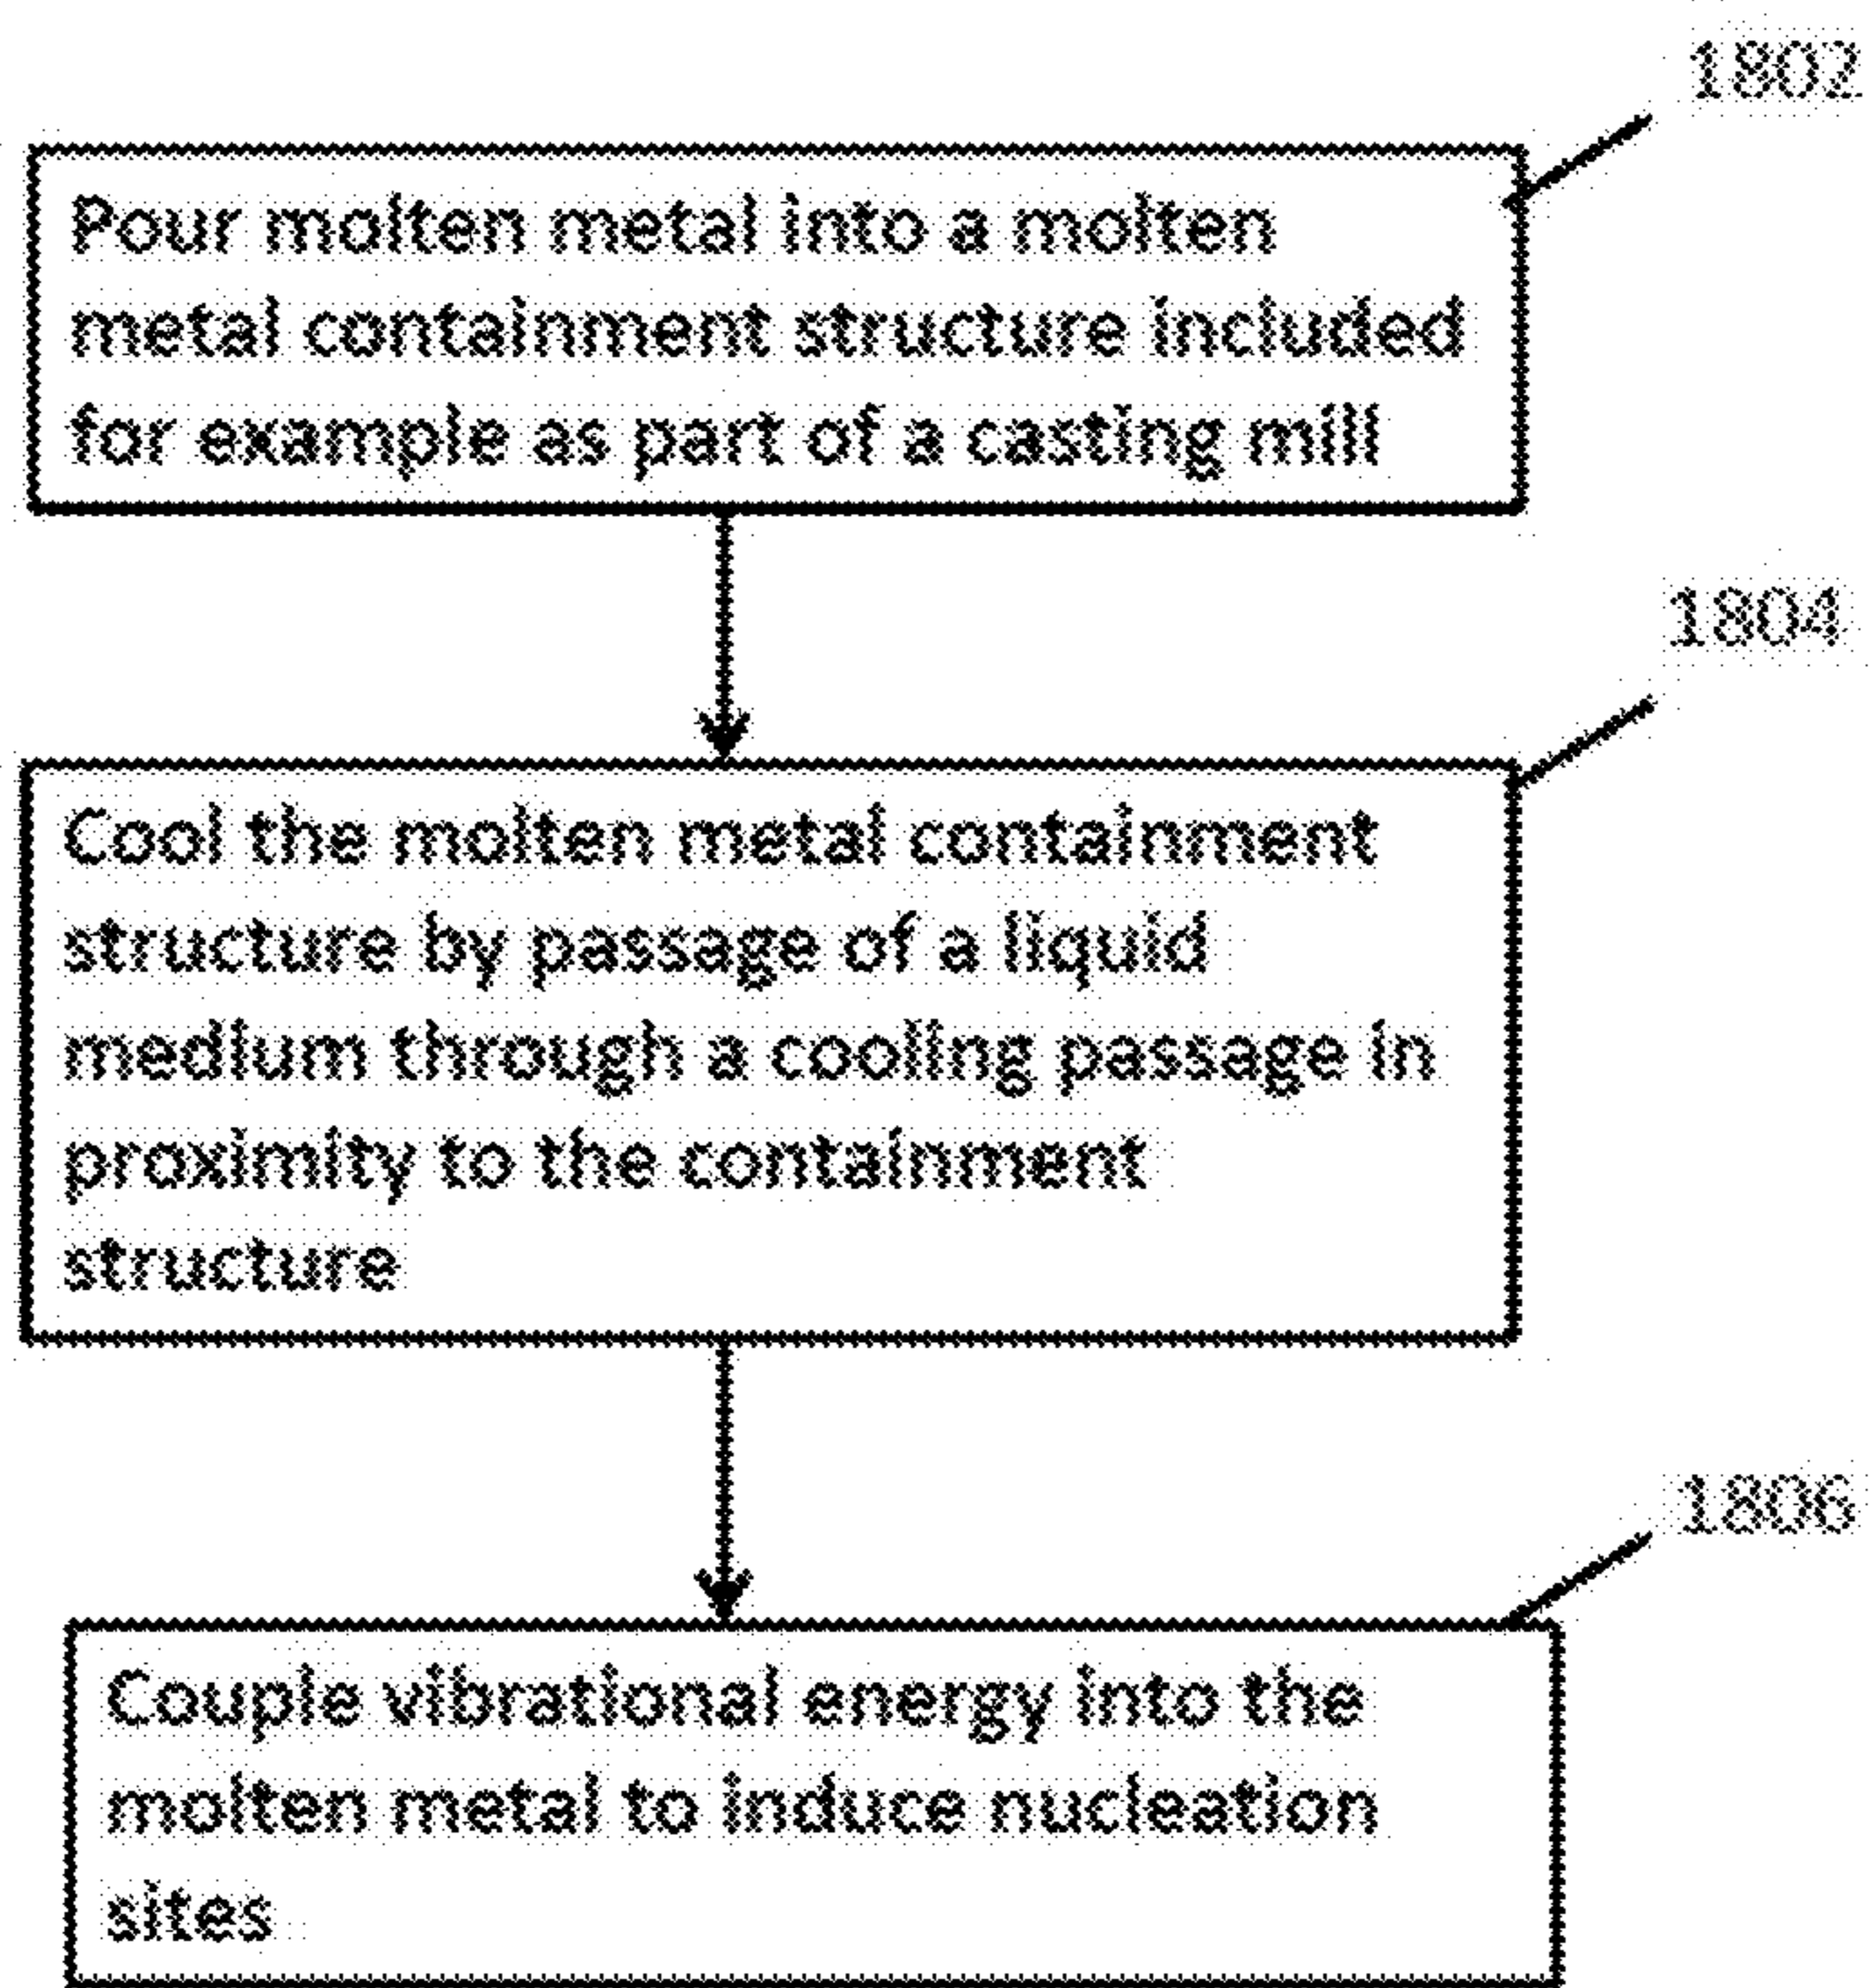 1802
Pour molten metal into a molten
metal containment structure included
for example as part of a casting mill
1804
Cool the molten metal containment
structure by passage of a liquid
medium through a cooling passage in
proximity to the containment
structure
1806
Couple vibrational energy into the
molten metal to induce nucleation
sites